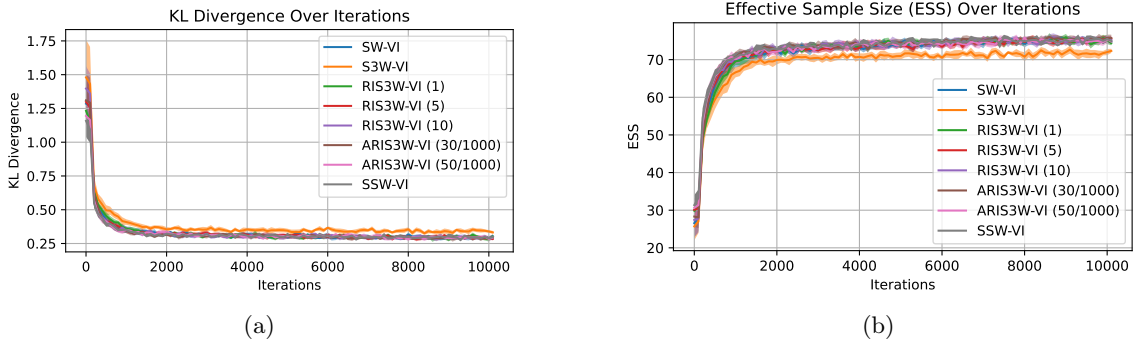 KL Divergence Over Iterations
KL Divergence
1.75
1.50
1.25
1.00
0.75
0.50
0.25
0
2000
4000
6000
8000
10000
Iterations
SW-VI
S3W-VI
RIS3W-VI (1)
RIS3W-VI (5)
RIS3W-VI (10)
ARIS3W-VI (30/1000)
ARIS3W-VI (50/1000)
SSW-VI
(a)
Effective Sample Size (ESS) Over Iterations
ESS
70
60
50
40
30
20
0
2000
4000
6000
8000
10000
Iterations
SW-VI
S3W-VI
RIS3W-VI (1)
RIS3W-VI (5)
RIS3W-VI (10)
ARIS3W-VI (30/1000)
ARIS3W-VI (50/1000)
SSW-VI
(b)